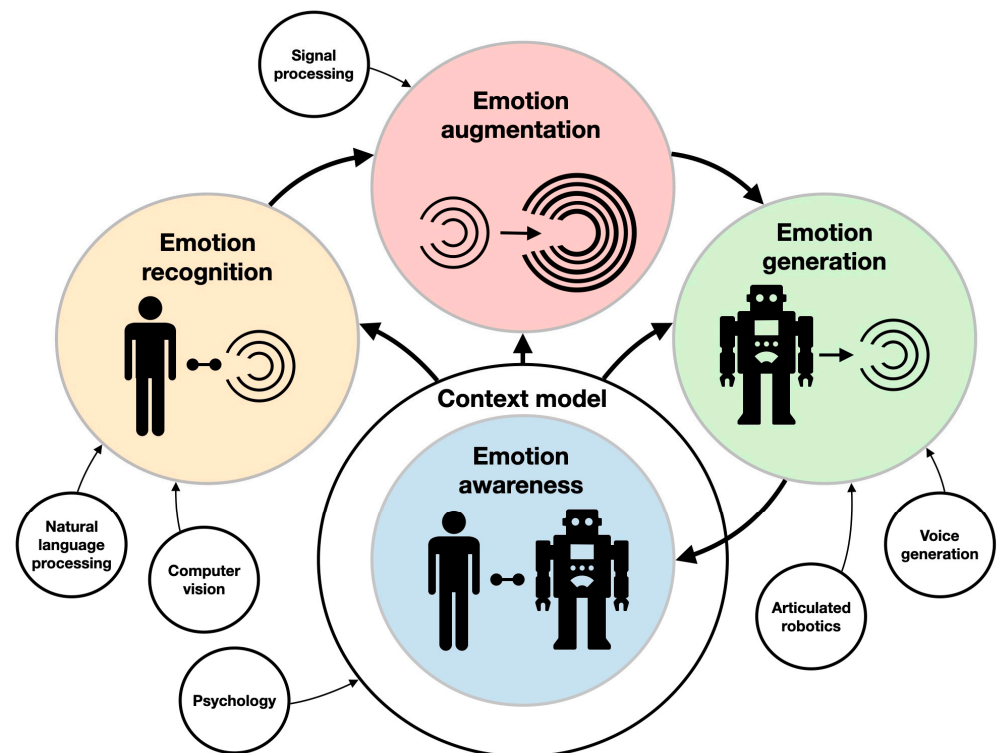 Signal
processing
Emotion
augmentation
Emotion
recognition
Emotion
generation
Context model
Emotion
awareness
Natural
language
processing
Computer
vision
Psychology
Articulated
robotics
Voice
generation